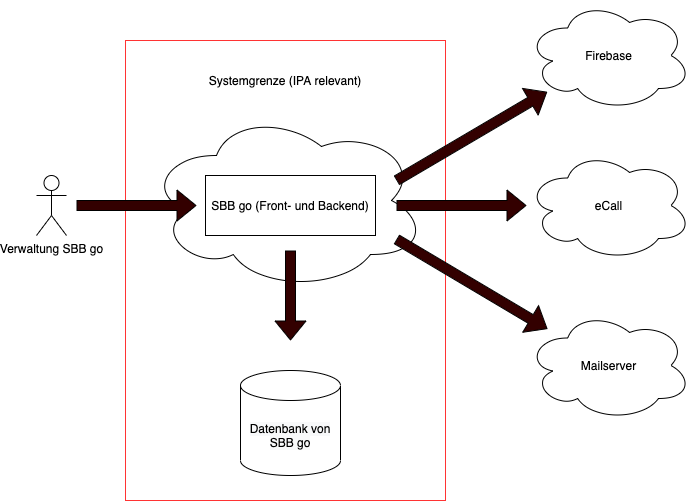 Systemgrenze (IPA relevant)
Firebase
SBB go (Front- und Backend)
eCall
Verwaltung SBB go
Mailserver
Datenbank von
SBB go